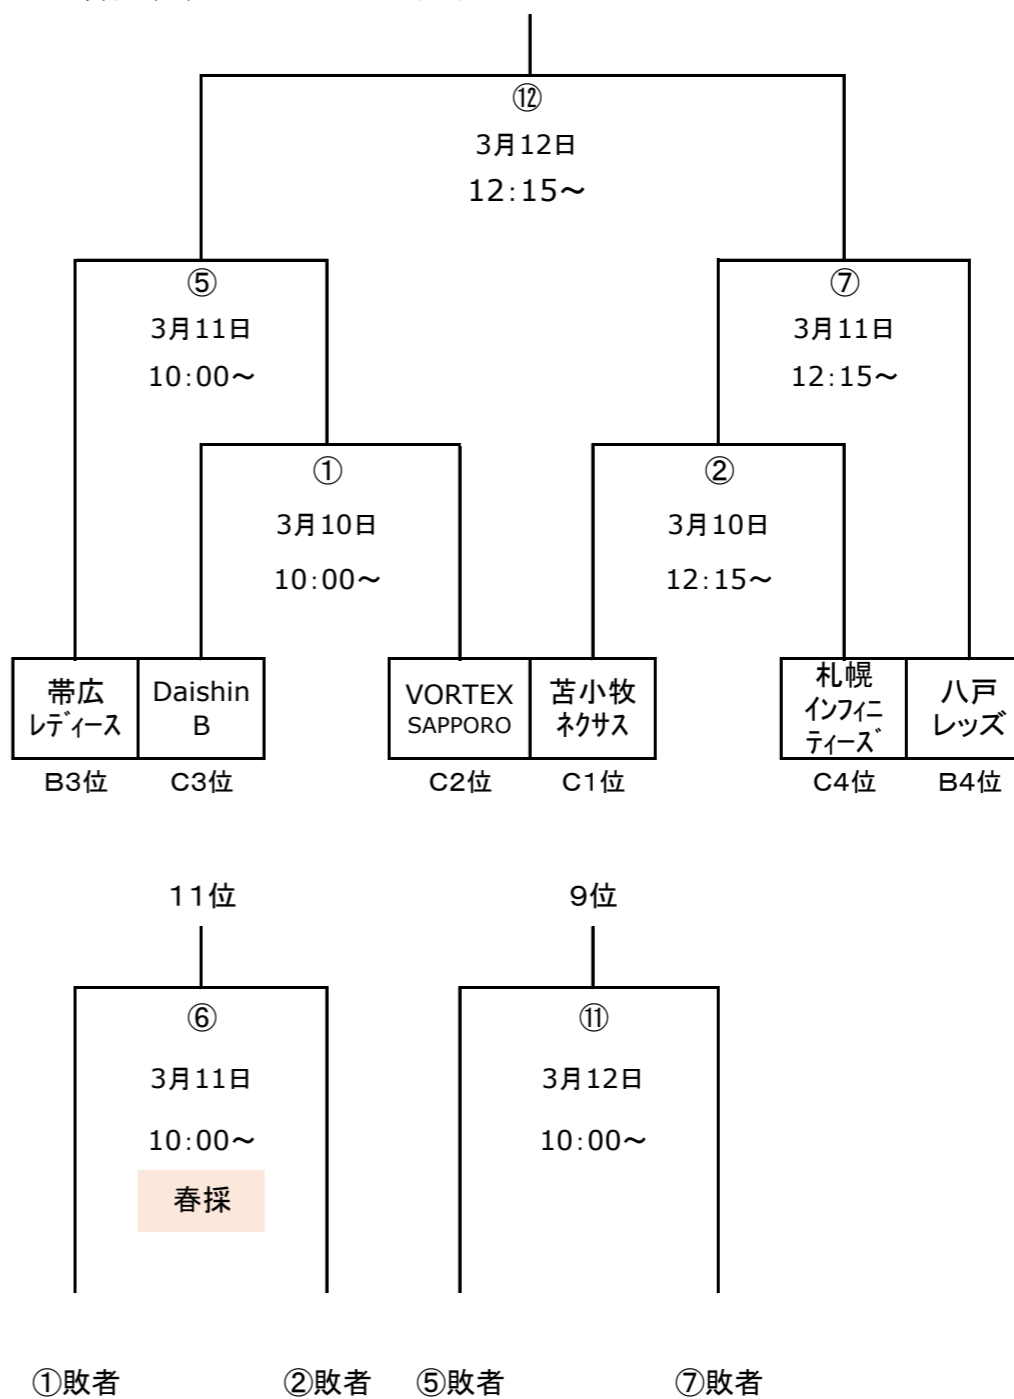 ⑫
3月12日
12:15～
⑤
3月11日
10:00～
⑦
3月11日
12:15～
①
3月10日
10:00～
②
3月10日
12:15～
帯広
レディース
Daishin
B
VORTEX
SAPPORO
苫小牧
ネクサス
札幌
インフィニ
ティーズ
八戸
レッズ
B3位
C3位
C2位
C1位
C4位
B4位
11位
9位
⑥
3月11日
10:00～
春採
⑪
3月12日
10:00～
①敗者
②敗者
⑤敗者
⑦敗者